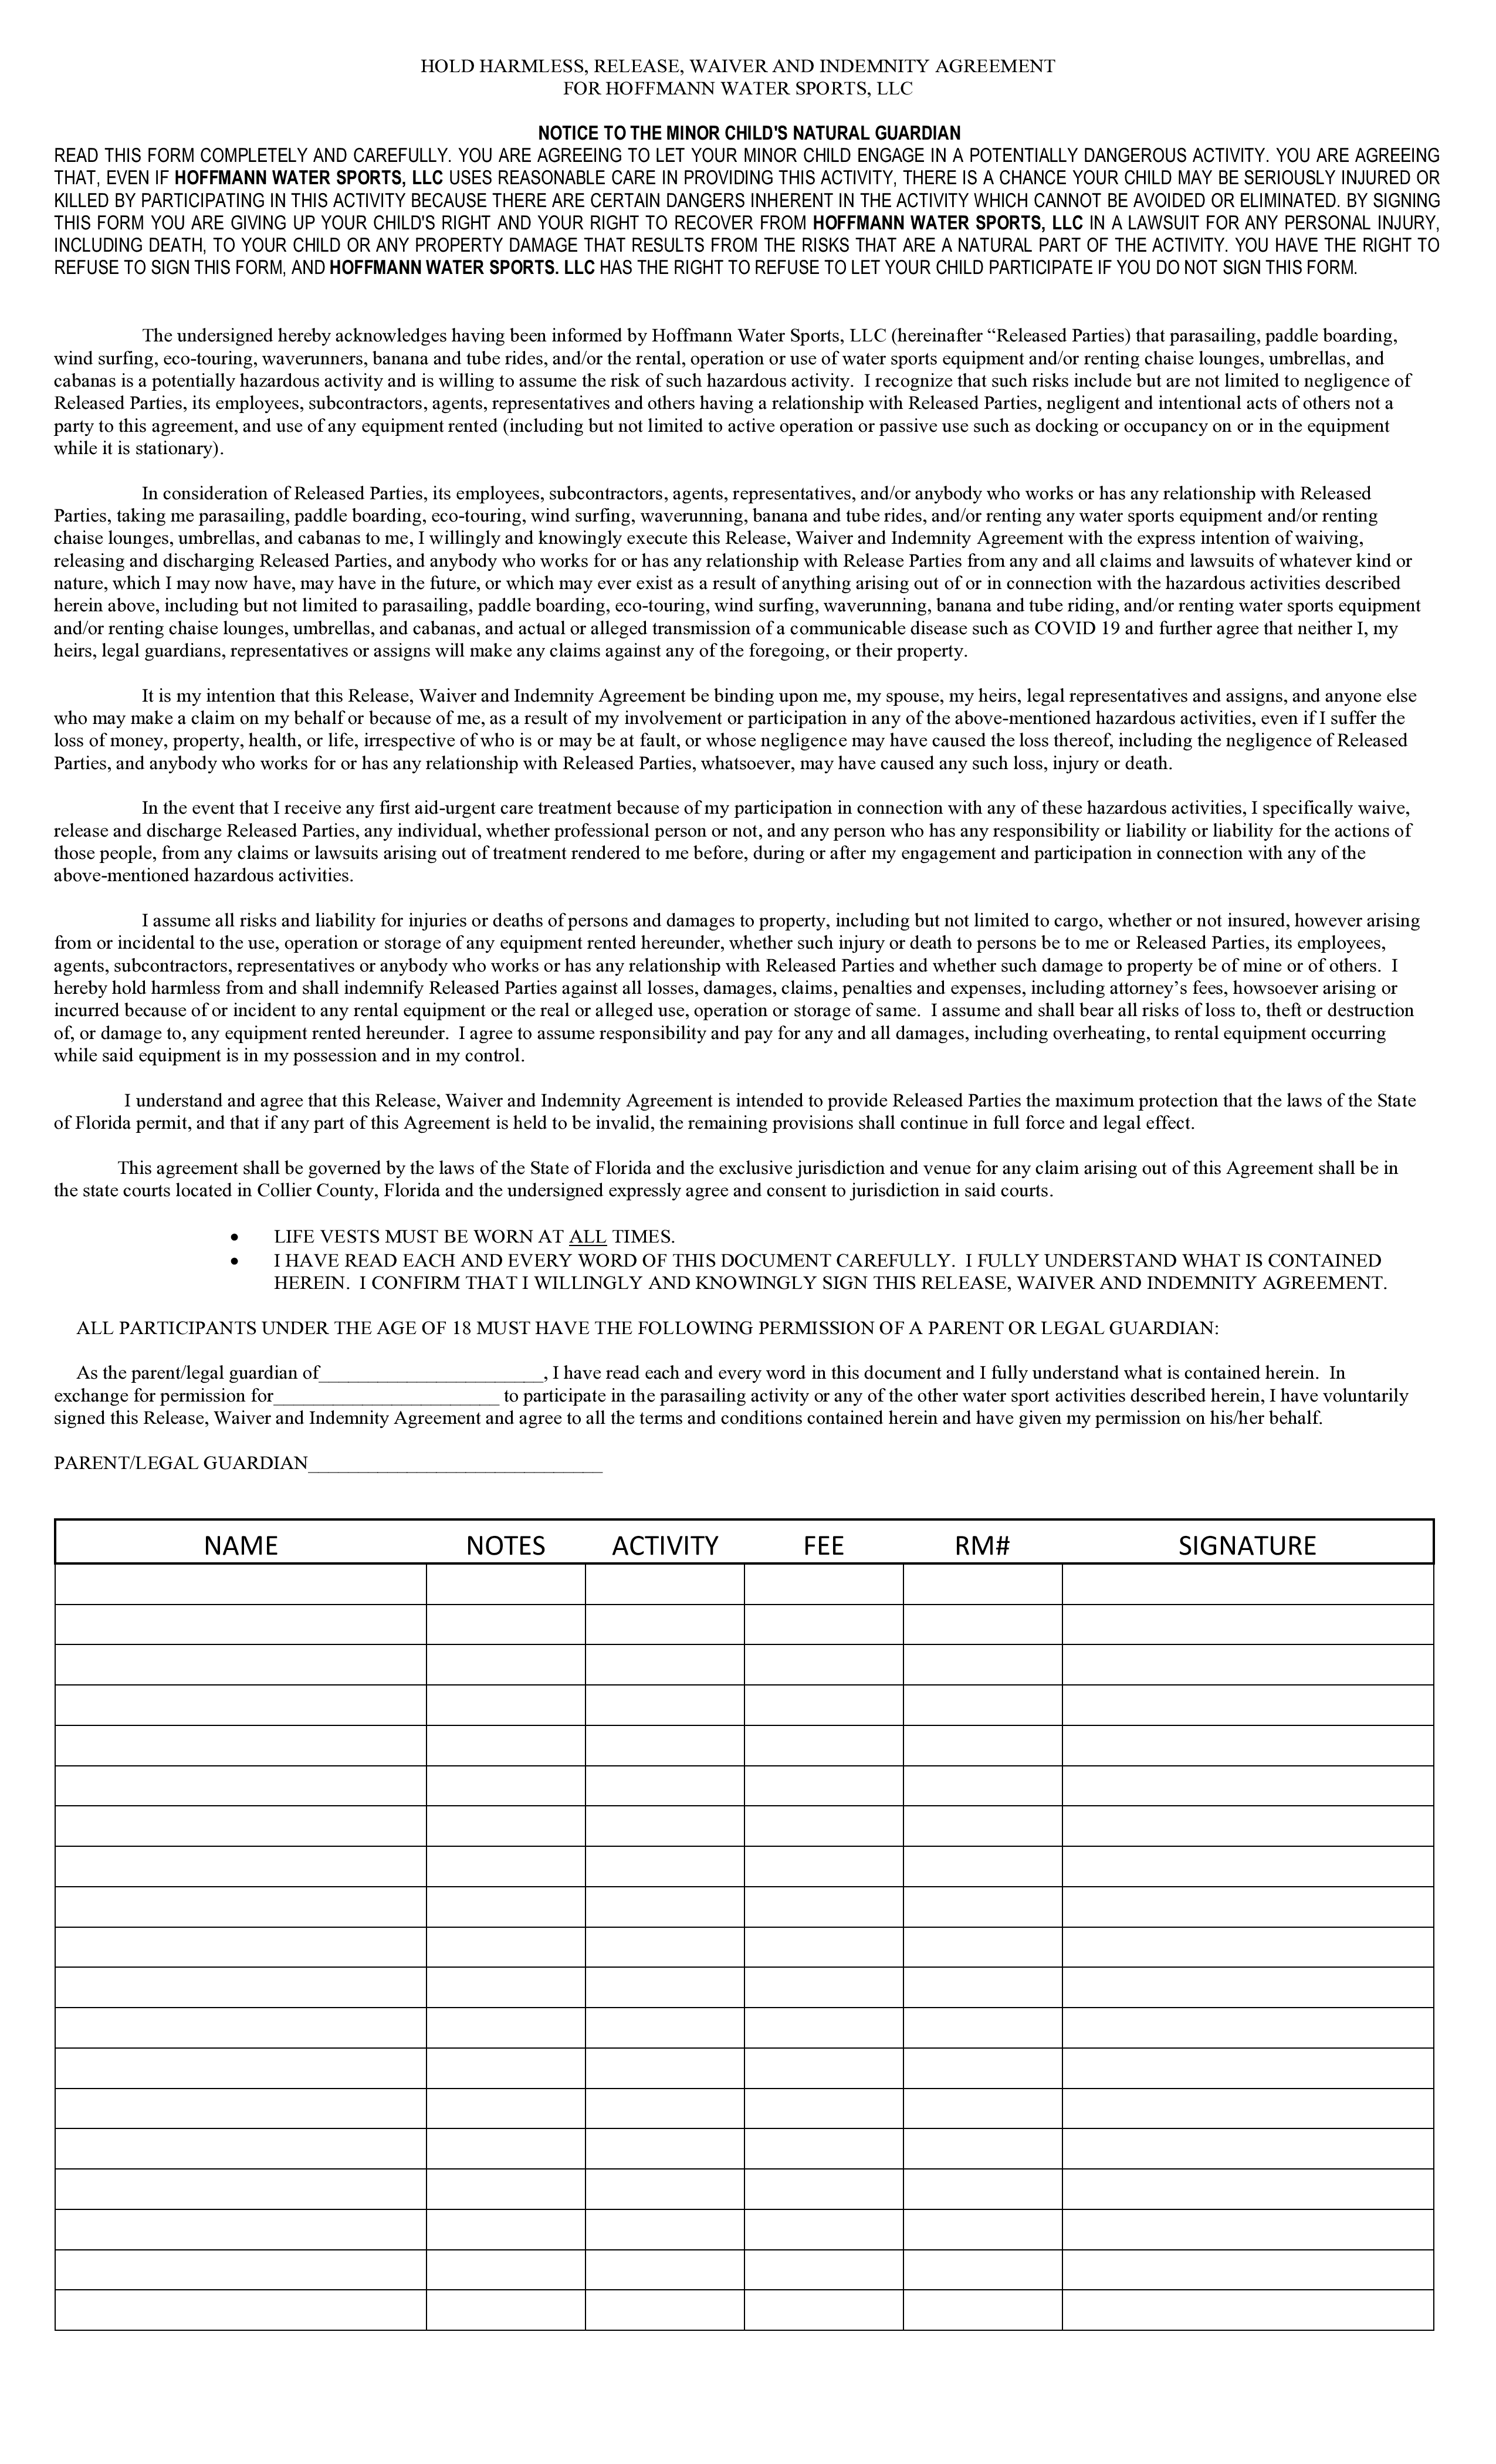 HOLD HARMLESS, RELEASE, WAIVER AND INDEMNITY AGREEMENT
FOR HOFFMANN WATER SPORTS, LLC
NOTICE TO THE MINOR CHILD'S NATURAL GUARDIAN
READ THIS FORM COMPLETELY AND CAREFULLY. YOU ARE AGREEING TO LET YOUR MINOR CHILD ENGAGE IN A POTENTIALLY DANGEROUS ACTIVITY. YOU ARE AGREEING
THAT, EVEN IF HOFFMANN WATER SPORTS, LLC USES REASONABLE CARE IN PROVIDING THIS ACTIVITY, THERE IS A CHANCE YOUR CHILD MAY BE SERIOUSLY INJURED OR
KILLED BY PARTICIPATING IN THIS ACTIVITY BECAUSE THERE ARE CERTAIN DANGERS INHERENT IN THE ACTIVITY WHICH CANNOT BE AVOIDED OR ELIMINATED. BY SIGNING
THIS FORM YOU ARE GIVING UP YOUR CHILD'S RIGHT AND YOUR RIGHT TO RECOVER FROM HOFFMANN WATER SPORTS, LLC IN A LAWSUIT FOR ANY PERSONAL INJURY,
INCLUDING DEATH, TO YOUR CHILD OR ANY PROPERTY DAMAGE THAT RESULTS FROM THE RISKS THAT ARE A NATURAL PART OF THE ACTIVITY. YOU HAVE THE RIGHT TO
REFUSE TO SIGN THIS FORM, AND HOFFMANN WATER SPORTS. LLC HAS THE RIGHT TO REFUSE TO LET YOUR CHILD PARTICIPATE IF YOU DO NOT SIGN THIS FORM.
The undersigned hereby acknowledges having been informed by Hoffmann Water Sports, LLC (hereinafter “Released Parties) that parasailing, paddle boarding,
wind surfing, eco-touring, waverunners, banana and tube rides, and/or the rental, operation or use of water sports equipment and/or renting chaise lounges, umbrellas, and
cabanas is a potentially hazardous activity and is willing to assume the risk of such hazardous activity.  I recognize that such risks include but are not limited to negligence of
Released Parties, its employees, subcontractors, agents, representatives and others having a relationship with Released Parties, negligent and intentional acts of others not a
party to this agreement, and use of any equipment rented (including but not limited to active operation or passive use such as docking or occupancy on or in the equipment
while it is stationary).
In consideration of Released Parties, its employees, subcontractors, agents, representatives, and/or anybody who works or has any relationship with Released
Parties, taking me parasailing, paddle boarding, eco-touring, wind surfing, waverunning, banana and tube rides, and/or renting any water sports equipment and/or renting
chaise lounges, umbrellas, and cabanas to me, I willingly and knowingly execute this Release, Waiver and Indemnity Agreement with the express intention of waiving,
releasing and discharging Released Parties, and anybody who works for or has any relationship with Release Parties from any and all claims and lawsuits of whatever kind or
nature, which I may now have, may have in the future, or which may ever exist as a result of anything arising out of or in connection with the hazardous activities described
herein above, including but not limited to parasailing, paddle boarding, eco-touring, wind surfing, waverunning, banana and tube riding, and/or renting water sports equipment
and/or renting chaise lounges, umbrellas, and cabanas, and actual or alleged transmission of a communicable disease such as COVID 19 and further agree that neither I, my
heirs, legal guardians, representatives or assigns will make any claims against any of the foregoing, or their property.
It is my intention that this Release, Waiver and Indemnity Agreement be binding upon me, my spouse, my heirs, legal representatives and assigns, and anyone else
who may make a claim on my behalf or because of me, as a result of my involvement or participation in any of the above-mentioned hazardous activities, even if I suffer the
loss of money, property, health, or life, irrespective of who is or may be at fault, or whose negligence may have caused the loss thereof, including the negligence of Released
Parties, and anybody who works for or has any relationship with Released Parties, whatsoever, may have caused any such loss, injury or death.
In the event that I receive any first aid-urgent care treatment because of my participation in connection with any of these hazardous activities, I specifically waive,
release and discharge Released Parties, any individual, whether professional person or not, and any person who has any responsibility or liability or liability for the actions of
those people, from any claims or lawsuits arising out of treatment rendered to me before, during or after my engagement and participation in connection with any of the
above-mentioned hazardous activities.
I assume all risks and liability for injuries or deaths of persons and damages to property, including but not limited to cargo, whether or not insured, however arising
from or incidental to the use, operation or storage of any equipment rented hereunder, whether such injury or death to persons be to me or Released Parties, its employees,
agents, subcontractors, representatives or anybody who works or has any relationship with Released Parties and whether such damage to property be of mine or of others.  I
hereby hold harmless from and shall indemnify Released Parties against all losses, damages, claims, penalties and expenses, including attorney’s fees, howsoever arising or
incurred because of or incident to any rental equipment or the real or alleged use, operation or storage of same.  I assume and shall bear all risks of loss to, theft or destruction
of, or damage to, any equipment rented hereunder.  I agree to assume responsibility and pay for any and all damages, including overheating, to rental equipment occurring
while said equipment is in my possession and in my control.
I understand and agree that this Release, Waiver and Indemnity Agreement is intended to provide Released Parties the maximum protection that the laws of the State
of Florida permit, and that if any part of this Agreement is held to be invalid, the remaining provisions shall continue in full force and legal effect.
This agreement shall be governed by the laws of the State of Florida and the exclusive jurisdiction and venue for any claim arising out of this Agreement shall be in
the state courts located in Collier County, Florida and the undersigned expressly agree and consent to jurisdiction in said courts.
• LIFE VESTS MUST BE WORN AT ALL TIMES.
• I HAVE READ EACH AND EVERY WORD OF THIS DOCUMENT CAREFULLY.  I FULLY UNDERSTAND WHAT IS CONTAINED
HEREIN.  I CONFIRM THAT I WILLINGLY AND KNOWINGLY SIGN THIS RELEASE, WAIVER AND INDEMNITY AGREEMENT.
ALL PARTICIPANTS UNDER THE AGE OF 18 MUST HAVE THE FOLLOWING PERMISSION OF A PARENT OR LEGAL GUARDIAN:
As the parent/legal guardian of_______________________, I have read each and every word in this document and I fully understand what is contained herein.  In
exchange for permission for_______________________ to participate in the parasailing activity or any of the other water sport activities described herein, I have voluntarily
signed this Release, Waiver and Indemnity Agreement and agree to all the terms and conditions contained herein and have given my permission on his/her behalf.
PARENT/LEGAL GUARDIAN______________________________
NAME NOTES ACTIVITY FEE RM# SIGNATURE